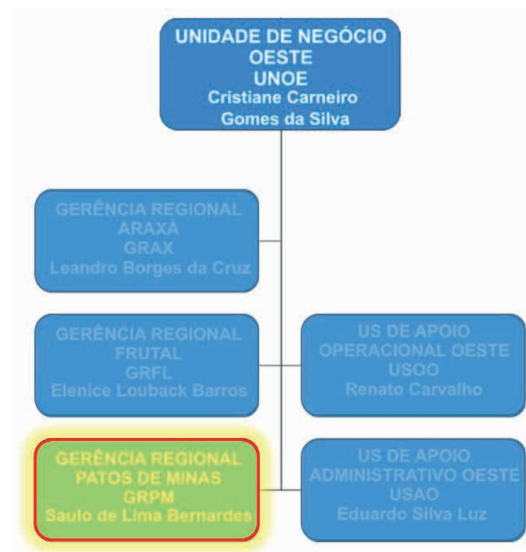 UNIDADE DE NEGÓCIO
OESTE
UNOE
Cristiane Carneiro
Gomes da Silva
GERÊNCIA REGIONAL
ARAXÁ
GRAX
Leandro Borges da Cruz
GERÊNCIA REGIONAL
FRUTAL
GRFL
Elenice Louback Barros
US DE APOIO
OPERACIONAL OESTE
USOO
Renato Carvalho
GERÊNCIA REGIONAL
PATOS DE MINAS
GRPM
Saulo de Lima Bernardes
US DE APOIO
ADMINISTRATIVO OESTE
USAO
Eduardo Silva Luz